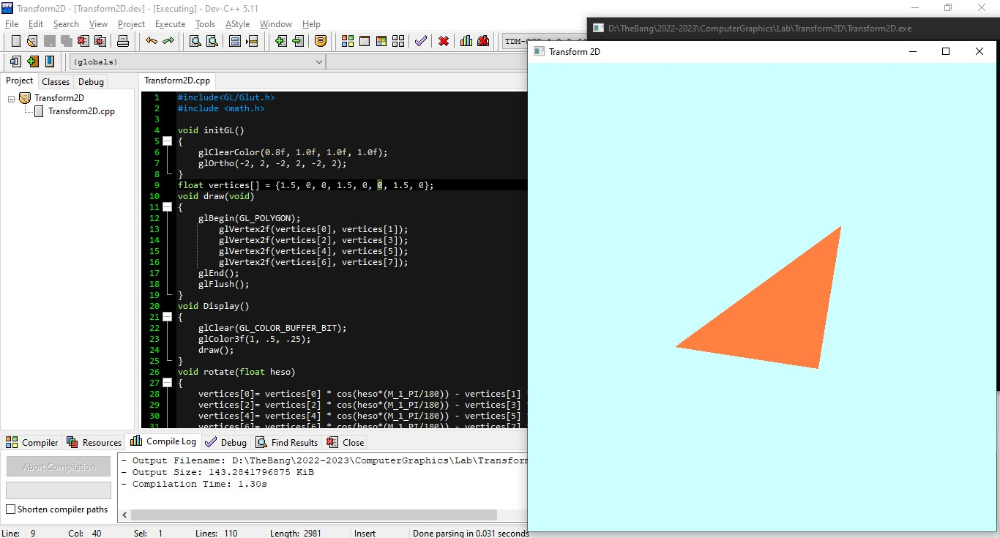 Transform2D - [Transform2D.dev] - [Executing] - Dev-C++ 5.11
File Edit Search View Project Execute Tools AStyle Window Help
(globals)
Project Classes Debug
Transform2D
Transform2D.cpp
Transform2D.cpp
1 #include<GL/Glut.h>
2 #include <math.h>
3
4 void initGL()
5 {
6 glClearColor(0.8f, 1.0f, 1.0f, 1.0f);
7 glOrtho(-2, 2, -2, 2, -2, 2);
8 }
9 float vertices[] = {1.5, 0, 0, 1.5, 0, 0, 1.5, 0};
10 void draw(void)
11 {
12 glBegin(GL_POLYGON);
13 glVertex2f(vertices[0], vertices[1]);
14 glVertex2f(vertices[2], vertices[3]);
15 glVertex2f(vertices[4], vertices[5]);
16 glVertex2f(vertices[6], vertices[7]);
17 glEnd();
18 glFlush();
19 }
20 void Display()
21 {
22 glClear(GL_COLOR_BUFFER_BIT);
23 glColor3f(1, .5, .25);
24 draw();
25 }
26 void rotate(float heso)
27 {
28 vertices[0]= vertices[0] * cos(heso*(M_1_PI/180)) - vertices[1]
29 vertices[2]= vertices[2] * cos(heso*(M_1_PI/180)) - vertices[3]
30 vertices[4]= vertices[4] * cos(heso*(M_1_PI/180)) - vertices[5]
31 vertices[6]= vertices[6] * cos(heso*(M_1_PI/180)) - vertices[7]
D:\TheBang\2022-2023\ComputerGraphics\Lab\Transform2D\Transform2D.exe
Transform 2D
Compiler Resources Compile Log Debug Find Results Close
Abort Compilation
Shorten compiler paths
- Output Filename: D:\TheBang\2022-2023\ComputerGraphics\Lab\Transform
- Output Size: 143.2841796875 KiB
- Compilation Time: 1.30s
Line: 9 Col: 40 Sel: 1 Lines: 110 Length: 2981 Insert Done parsing in 0.031 seconds